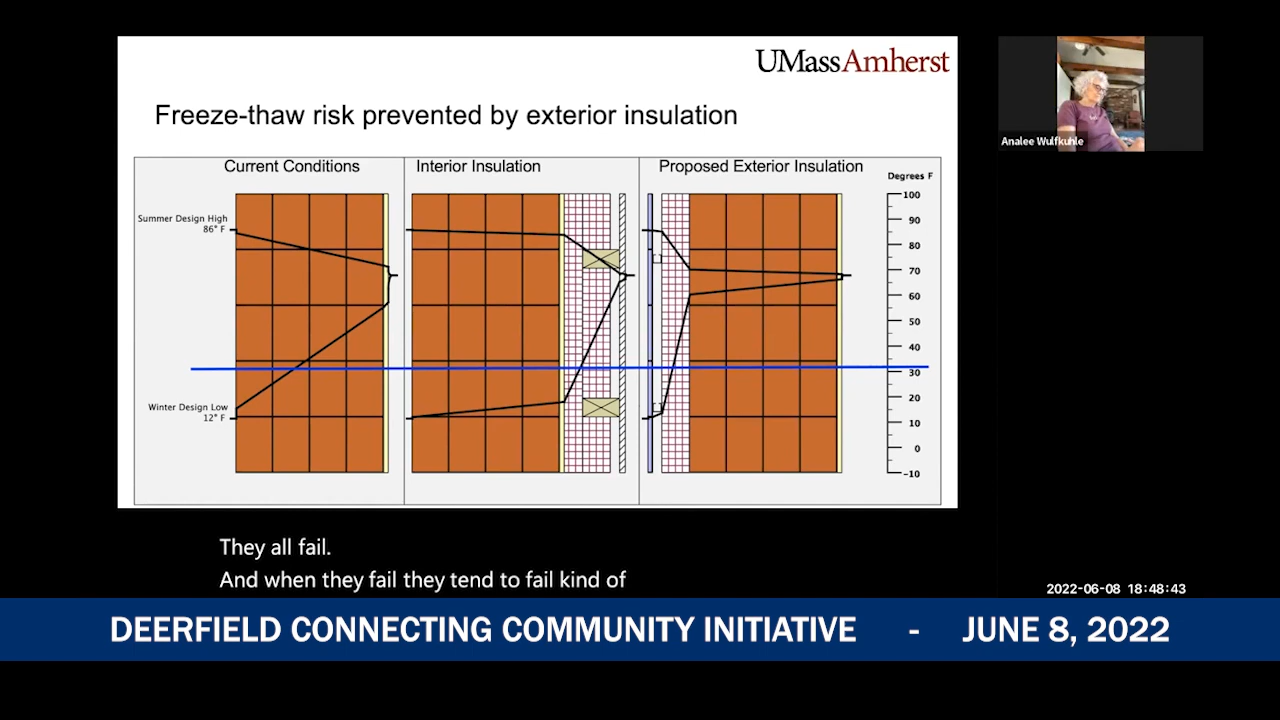 UMassAmherst
Freeze-thaw risk prevented by exterior insulation
Current Conditions
Interior Insulation
Proposed Exterior Insulation
Degrees F
Summer Design High
86° F
Winter Design Low
12° F
100
90
80
70
60
50
40
30
20
10
0
-10
Analee Wulfkuhle
They all fail.
And when they fail they tend to fail kind of
2022-06-08 18:48:43
DEERFIELD CONNECTING COMMUNITY INITIATIVE - JUNE 8, 2022